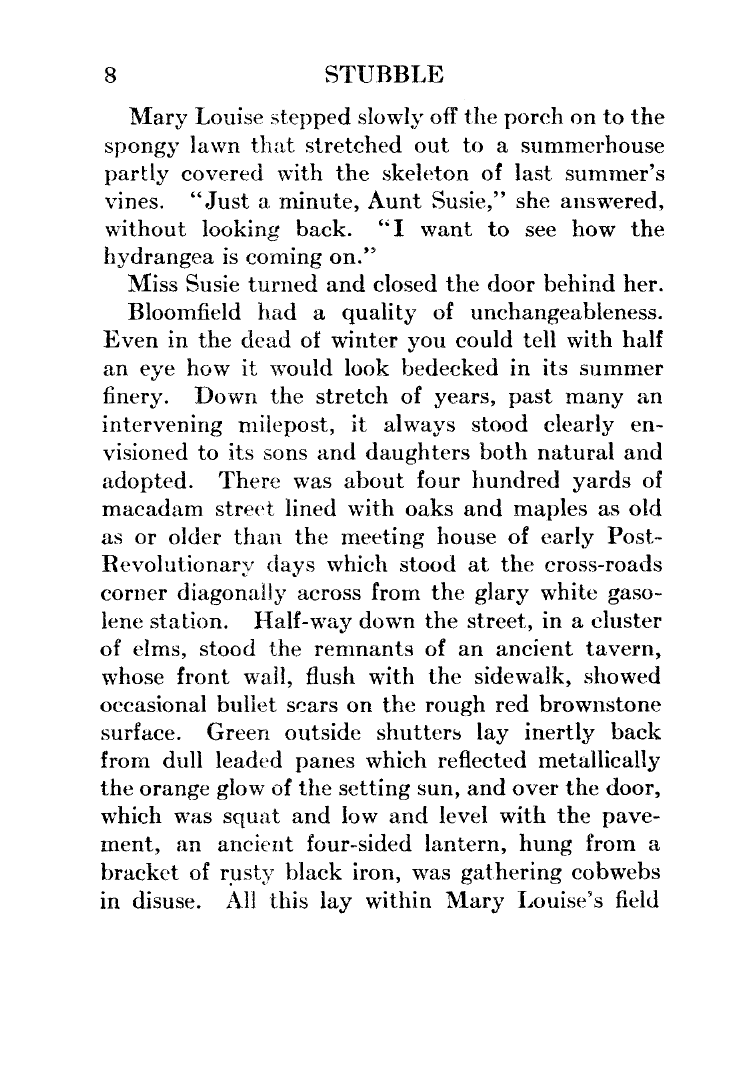 8 STUBBLE
Mary Louise stepped slowly off the porch on to the
spongy lawn that stretched out to a summerhouse
partly covered with the skeleton of last summer's
vines. "Just a minute, Aunt Susie," she answered,
without looking back. "I want to see how the
hydrangea is coming on."
Miss Susie turned and closed the door behind her.
Bloomfield had a quality of unchangeableness.
Even in the dead of winter you could tell with half
an eye how it would look bedecked in its summer
finery. Down the stretch of years, past many an
intervening milepost, it always stood clearly en-
visioned to its sons and daughters both natural and
adopted. There was about four hundred yards of
macadam street lined with oaks and maples as old
as or older than the meeting house of early Post-
Revolutionary days which stood at the cross-roads
corner diagonally across from the glary white gaso-
lene station. Half-way down the street, in a cluster
of elms, stood the remnants of an ancient tavern,
whose front wall, flush with the sidewalk, showed
occasional bullet scars on the rough red brownstone
surface. Green outside shutters lay inertly back
from dull leaded panes which reflected metallically
the orange glow of the setting sun, and over the door,
which was squat and low and level with the pave-
ment, an ancient four-sided lantern, hung from a
bracket of rusty black iron, was gathering cobwebs
in disuse. All this lay within Mary Louise's field